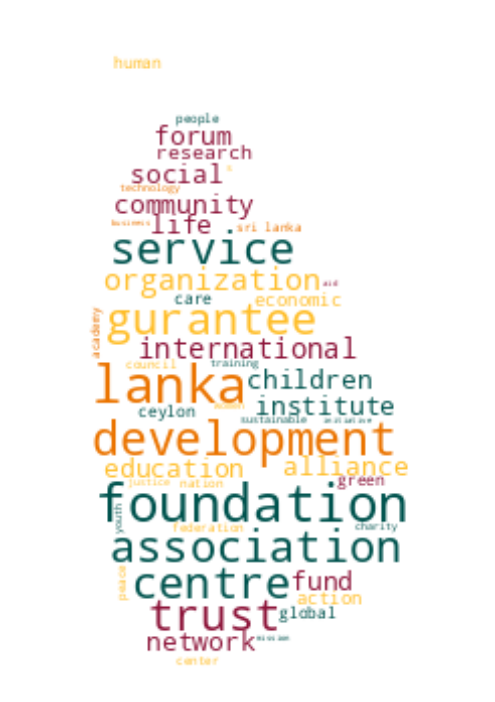 human
people
forum
research
social
technology
community
business
life
sri lanka
service
organization
aid
care
economic
academy
gurantee
international
council
training
lanka
children
ceylon
women
institute
sustainable
initiative
development
education
alliance
justice
nation
green
foundation
youth
federation
charity
association
peace
centre
fund
action
trust
global
network
mission
center